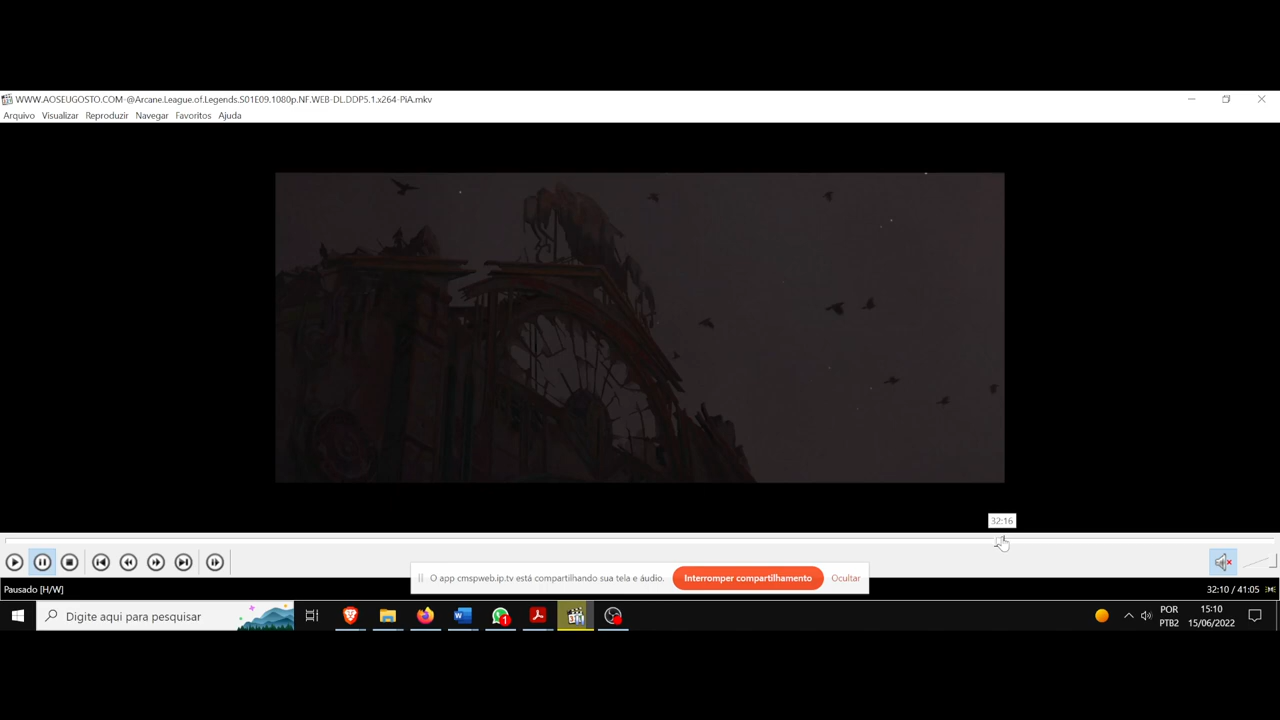 WWW.AOSEUGOSTO.COM-@Arcane.League.of.Legends.S01E09.1080p.NF.WEB-DL.DDP5.1.x264-PiA.mkv
Arquivo Visualizar Reproduzir Navegar Favoritos Ajuda
32:16
O app cmspweb.ip.tv está compartilhando sua tela e áudio. Interromper compartilhamento Ocultar
Pausado [H/W] 32:10 / 41:05
Digite aqui para pesquisar
1
POR 15:10
PTB2 15/06/2022